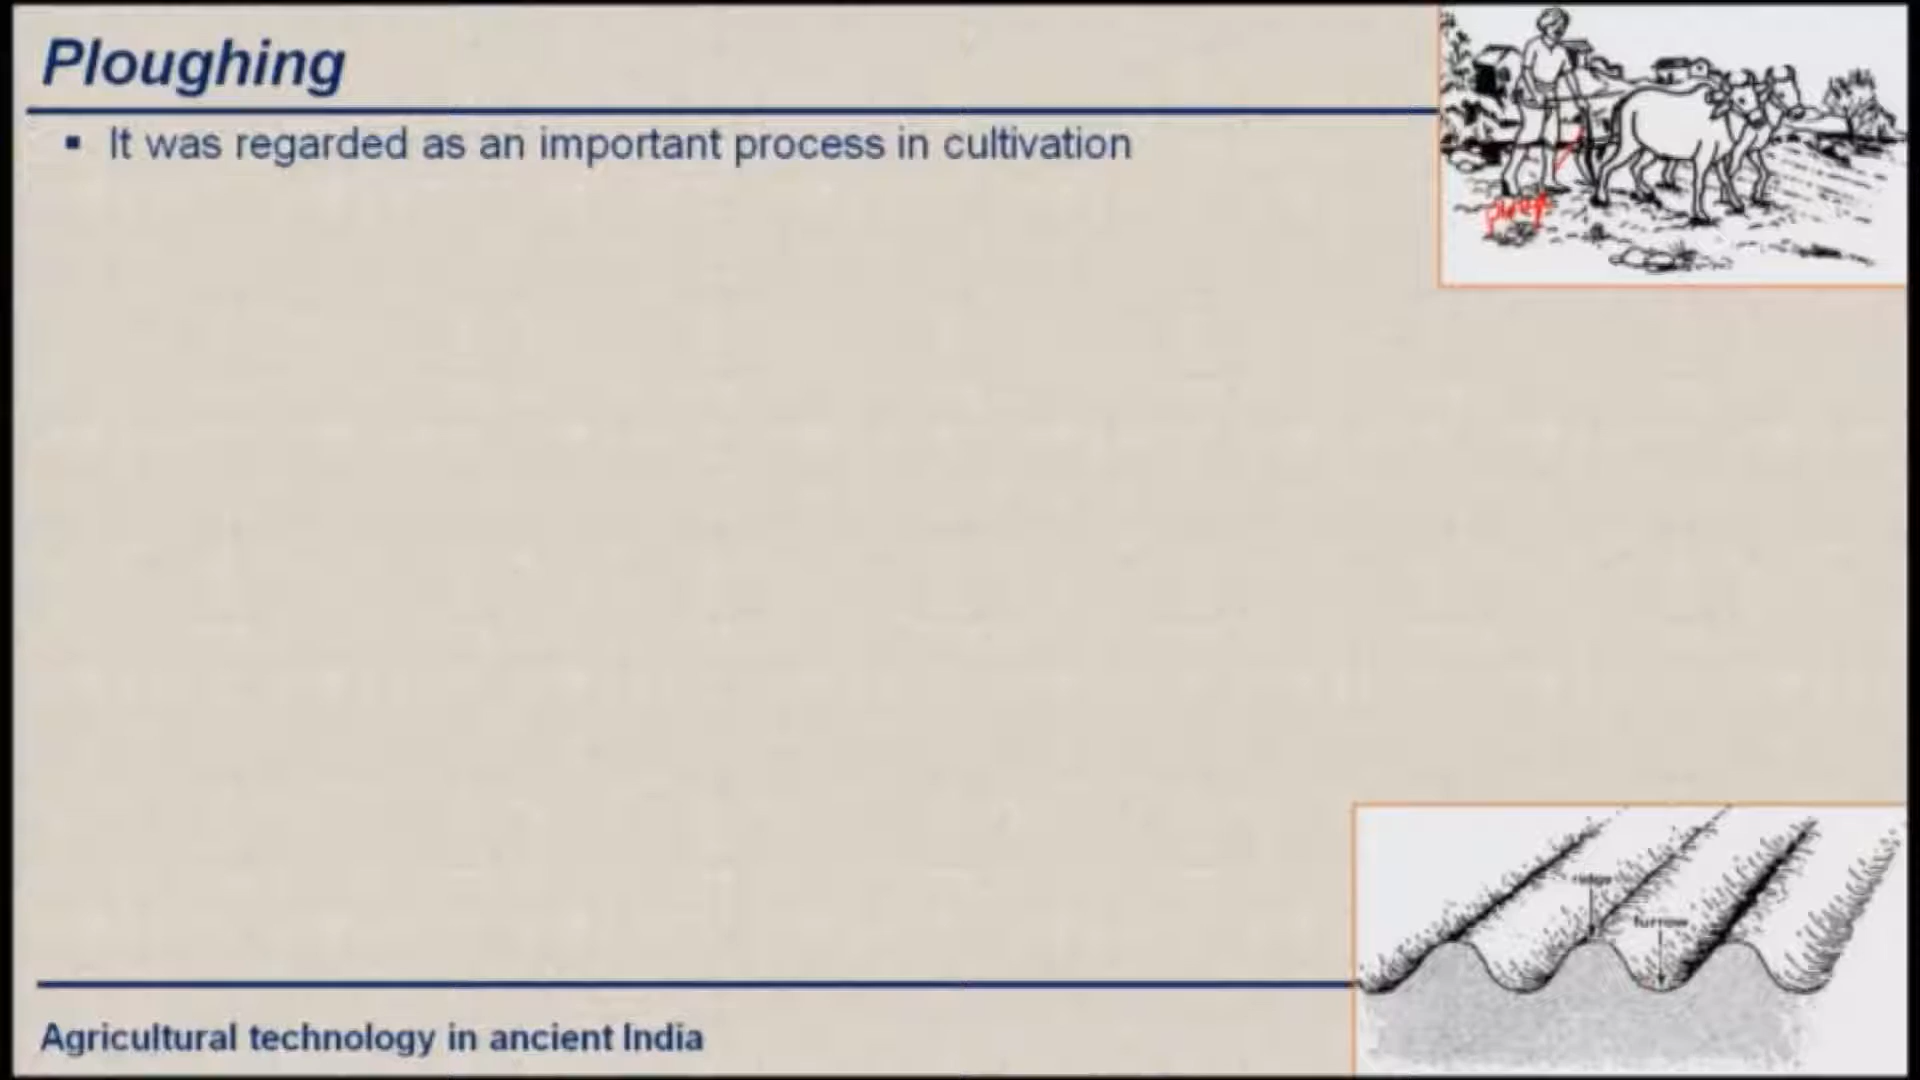 Ploughing
▪ It was regarded as an important process in cultivation
ridge
furrow
Agricultural technology in ancient India